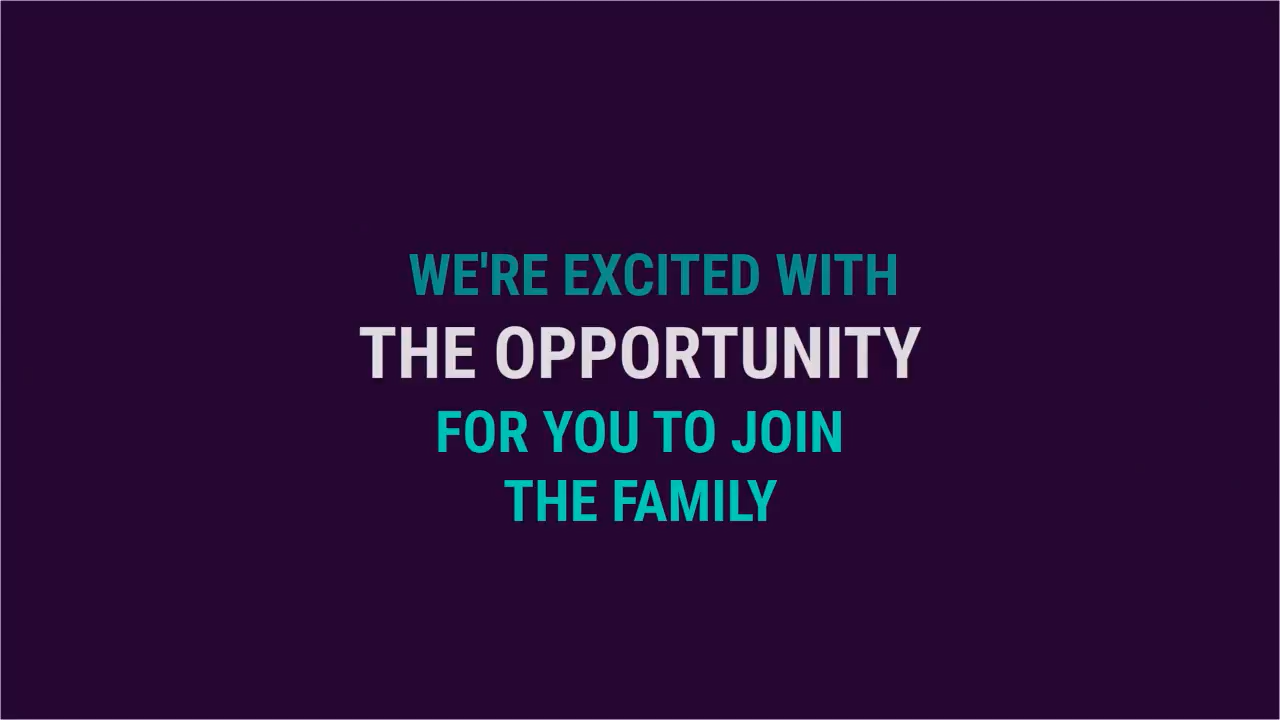 WE'RE EXCITED WITH
THE OPPORTUNITY
FOR YOU TO JOIN
THE FAMILY